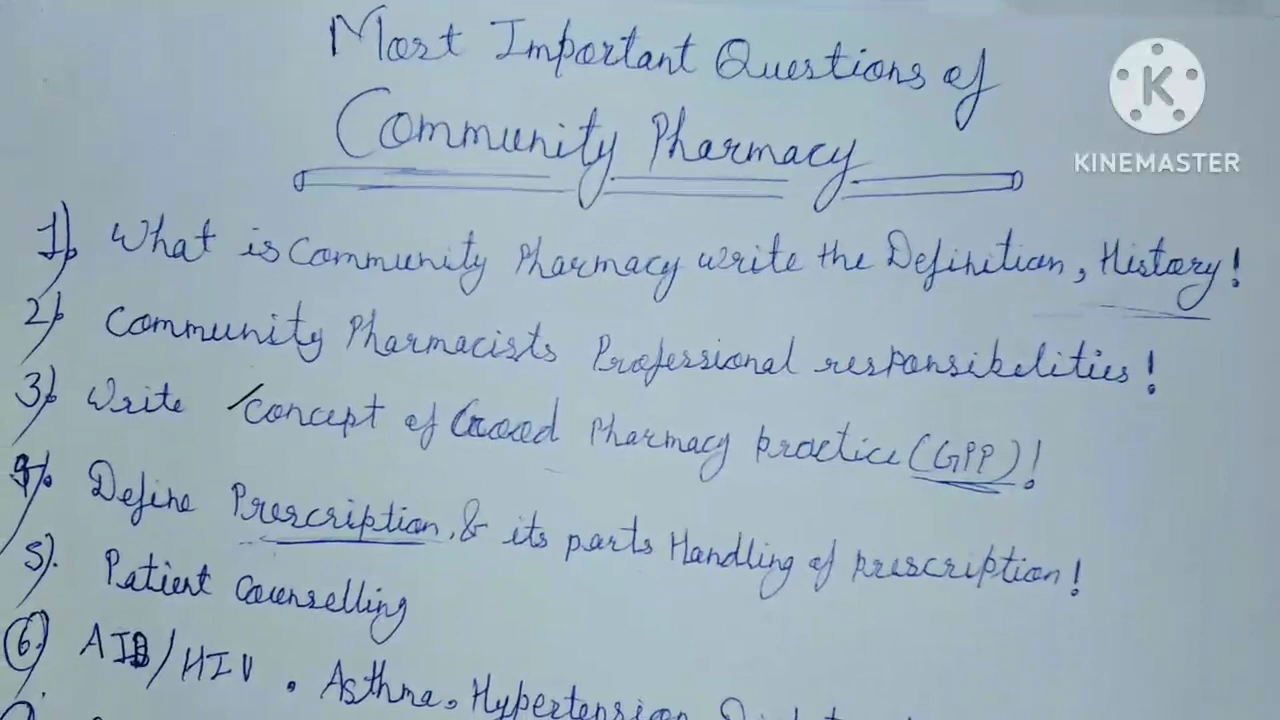 Most Important Questions of
Community Pharmacy
K
KINEMASTER
1) What is Community Pharmacy write the Definition, History!
2) Community Pharmacists Professional responsibilities!
3) Write concept of Good Pharmacy practice (GPP)!
4). Define Prescription, & its parts Handling of prescription!
5). Patient Counselling
6. AID/HIV. Asthma. Hypertension